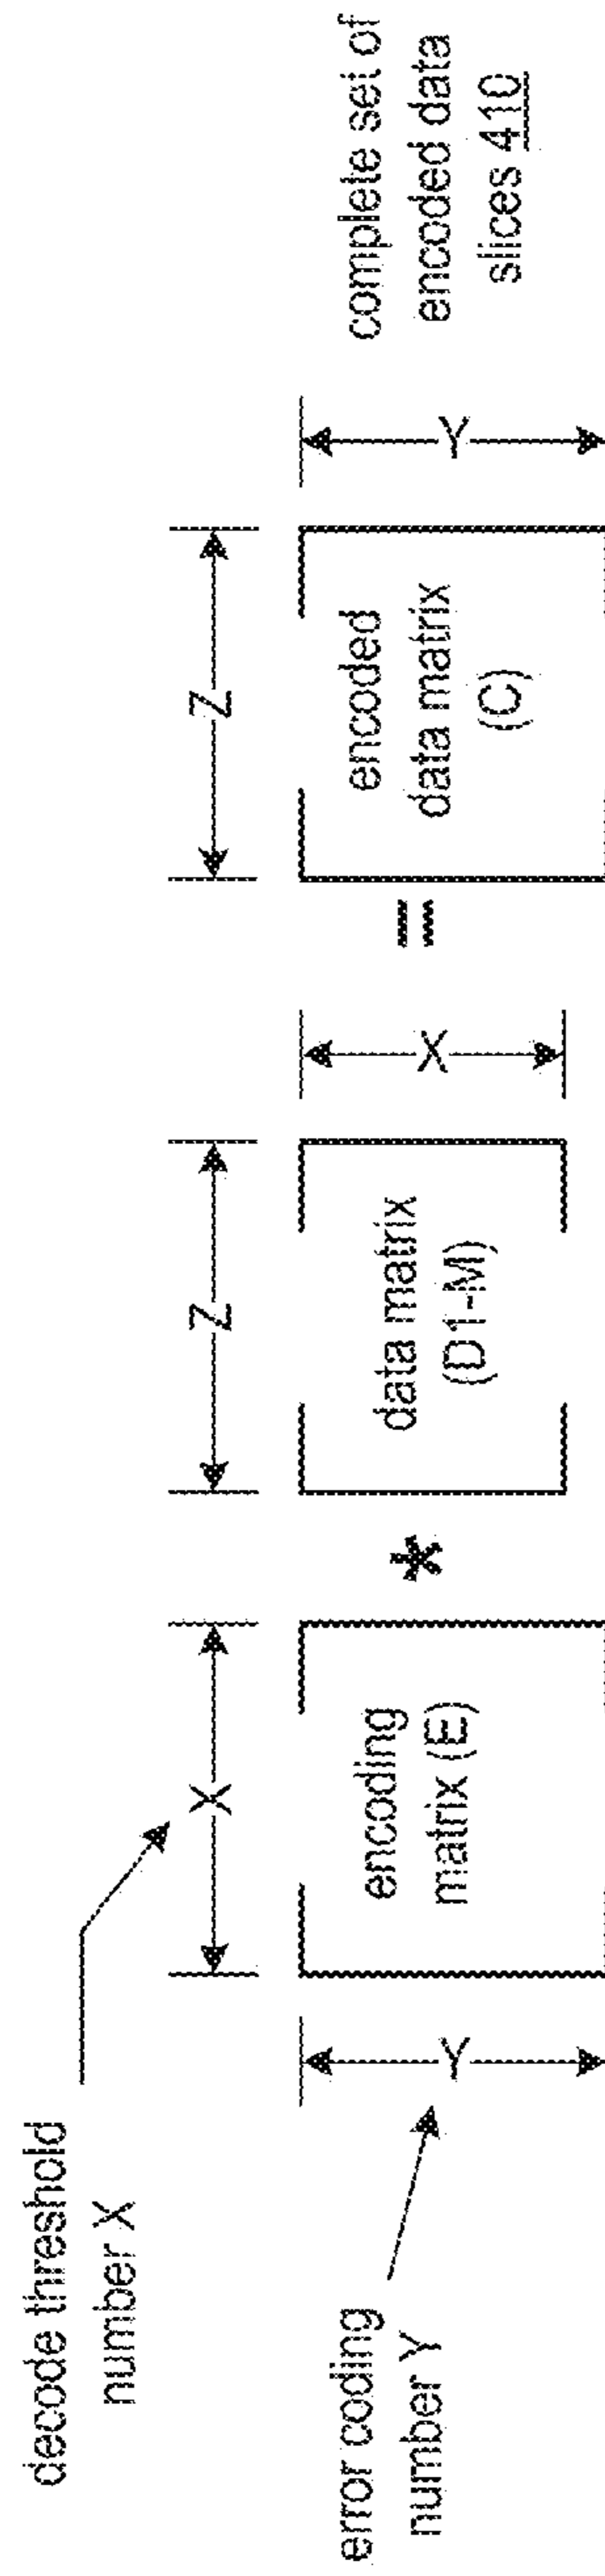 decode threshold
number X
X
Z
Z
error coding
number Y
Y
encoding
matrix (E)
*
data matrix
(D1-M)
X
=
encoded
data matrix
(C)
Y
complete set of
encoded data
slices 410